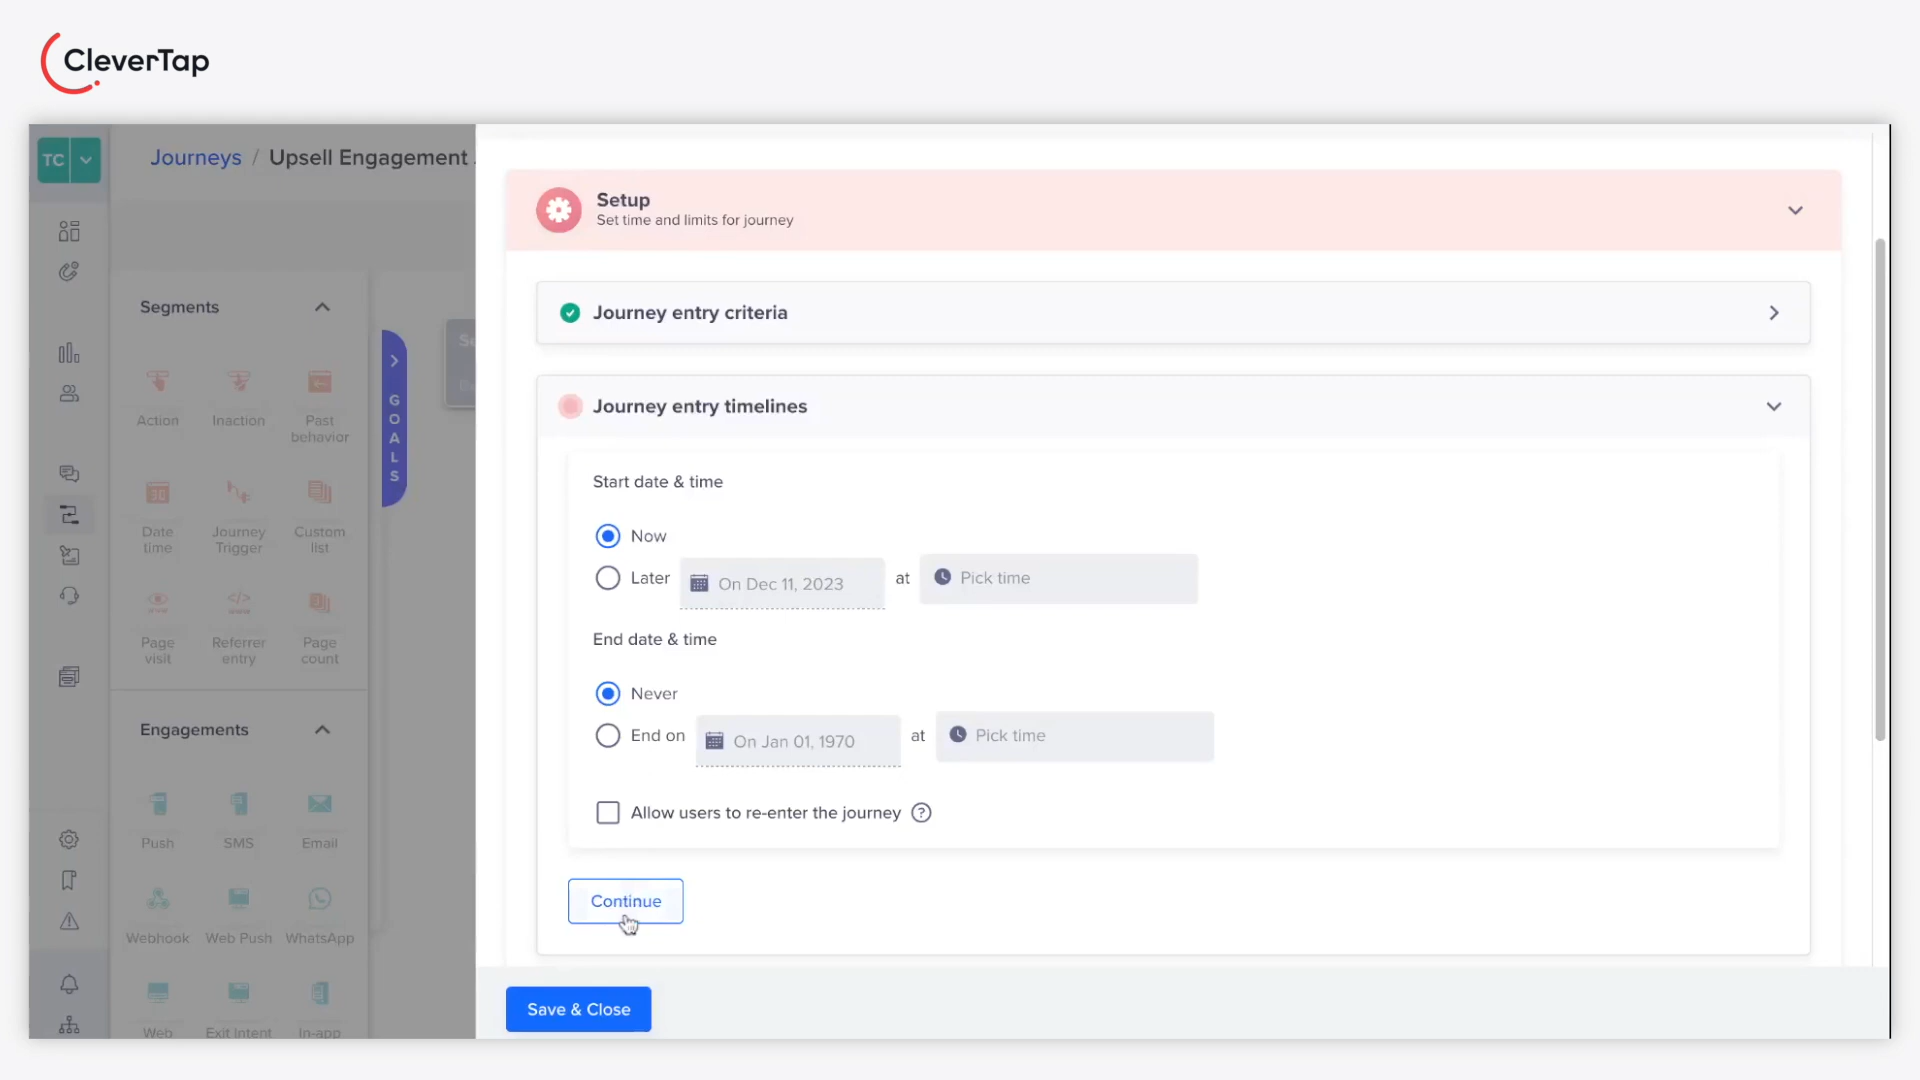 CleverTap
TC
Journeys / Upsell Engagement
Segments
Action
Inaction
Past
behavior
Date
time
Journey
Trigger
Custom
list
Page
visit
Referrer
entry
Page
count
Engagements
Push
SMS
Email
Webhook
Web Push
WhatsApp
Web
Exit Intent
In-app
GOALS
Se
Setup
Set time and limits for journey
Journey entry criteria
Journey entry timelines
Start date & time
Now
Later On Dec 11, 2023 at Pick time
End date & time
Never
End on On Jan 01, 1970 at Pick time
Allow users to re-enter the journey ?
Continue
Save & Close